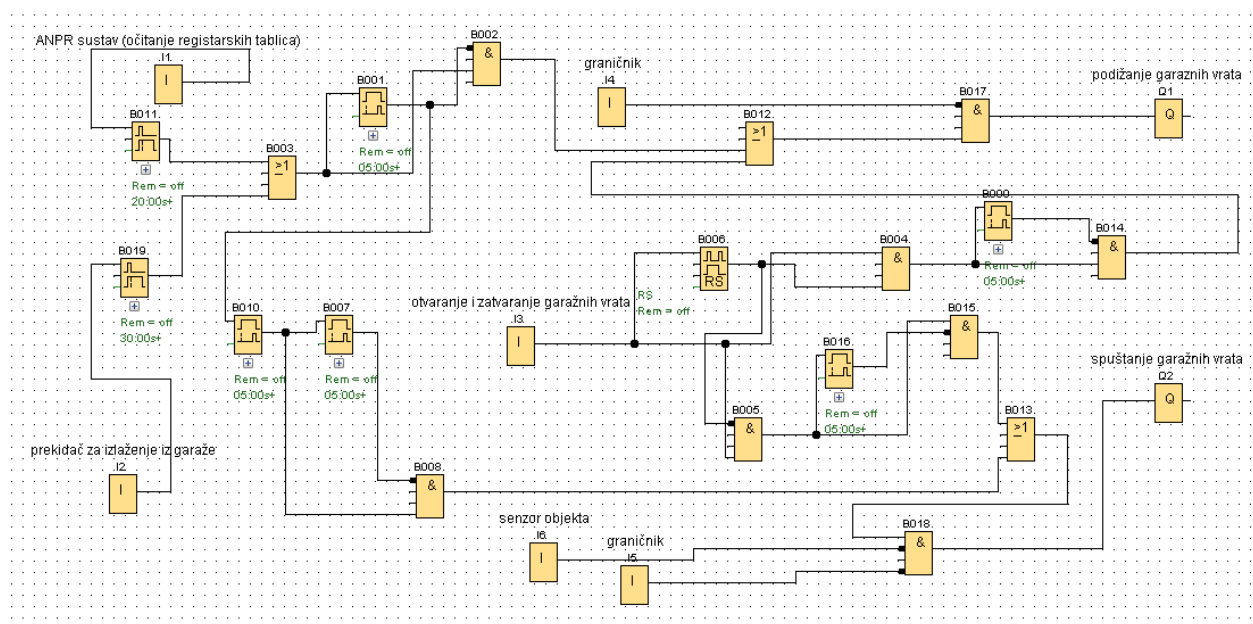 ANPR sustav (očitanje registarskih tablica)
.I1.
I
B011.
Rem = off
20:00s+
B003.
>1
B001.
Rem = off
05:00s+
B002.
&
graničnik
.I4.
I
B012.
>1
B017.
&
podižanje garaznih vrata
Q1
Q
B019.
Rem = off
30:00s+
B010.
Rem = off
05:00s+
B007.
Rem = off
05:00s+
otvaranje i zatvaranje garažnih vrata
.I3.
I
B006.
RS
RS
Rem = off
B004.
&
B000.
Rem = off
05:00s+
B014.
&
B015.
&
B016.
Rem = off
05:00s+
B005.
&
B013.
>1
spuštanje garažnih vrata
Q2
Q
prekidač za izlaženje iz garaže
.I2.
I
B008.
&
senzor objekta
.I6.
I
graničnik
.I5.
I
B018.
&